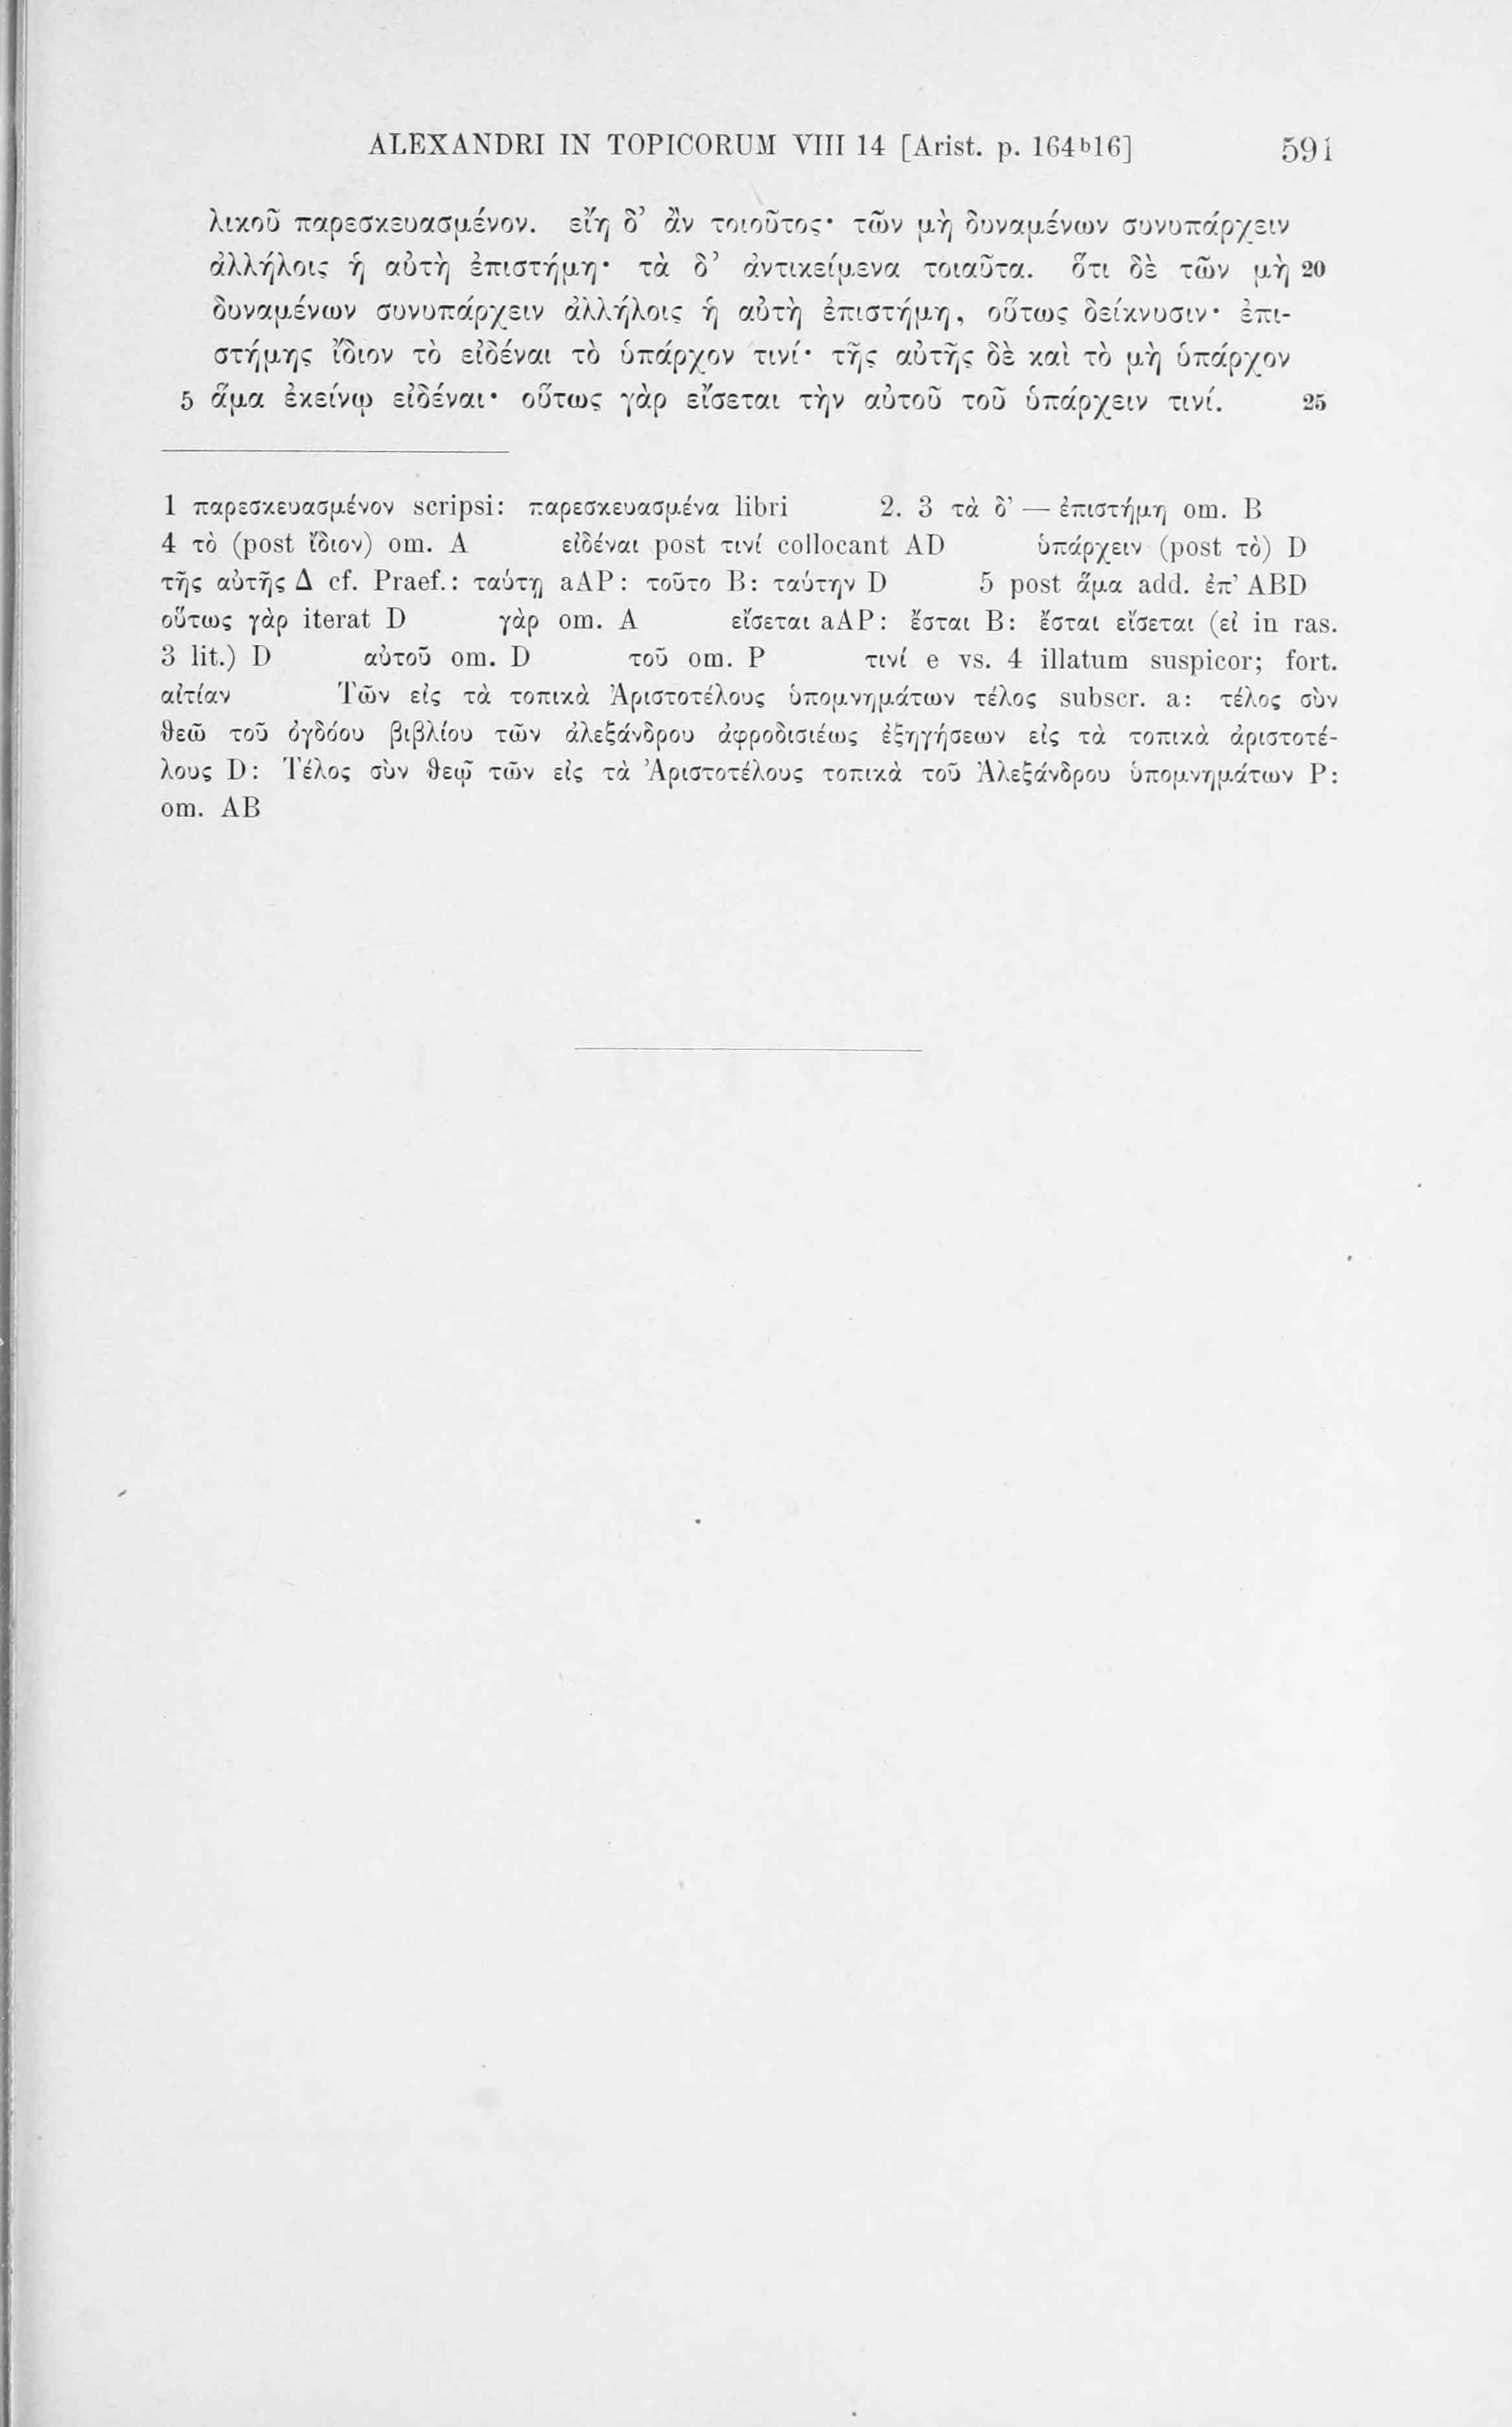 ALEXANDRI IN TOPICORUM VIII 14 [Arist. p. 164ᵇ16] 591
λικοῦ παρεσκευασμένον. εἴη δ’ ἂν τοιοῦτος· τῶν μὴ δυναμένων συνυπάρχειν
ἀλλήλοις ἡ αὐτὴ ἐπιστήμη· τὰ δ’ ἀντικείμενα τοιαῦτα. ὅτι δὲ τῶν μὴ 20
δυναμένων συνυπάρχειν ἀλλήλοις ἡ αὐτὴ ἐπιστήμη, οὕτως δείκνυσιν· ἐπι-
στήμης ἴδιον τὸ εἰδέναι τὸ ὑπάρχον τινί· τῆς αὐτῆς δὲ καὶ τὸ μὴ ὑπάρχον
5 ἅμα ἐκείνῳ εἰδέναι· οὕτως γὰρ εἴσεται τὴν αὐτοῦ τοῦ ὑπάρχειν τινί. 25
1 παρεσκευασμένον scripsi: παρεσκευασμένα libri 2. 3 τὰ δ’ — ἐπιστήμη om. B
4 τὸ (post ἴδιον) om. A εἰδέναι post τινί collocant AD ὑπάρχειν (post τὸ) D
τῆς αὐτῆς Δ cf. Praef.: ταύτῃ aAP: τοῦτο B: ταύτην D 5 post ἅμα add. ἐπ’ ABD
οὕτως γὰρ iterat D γὰρ om. A εἴσεται aAP: ἔσται B: ἔσται εἴσεται (εἰ in ras.
3 lit.) D αὐτοῦ om. D τοῦ om. P τινί e vs. 4 illatum suspicor; fort.
αἰτίαν Τῶν εἰς τὰ τοπικὰ Ἀριστοτέλους ὑπομνημάτων τέλος subscr. a: τέλος σὺν
θεῶ τοῦ ὀγδόου βιβλίου τῶν ἀλεξάνδρου ἀφροδισιέως ἐξηγήσεων εἰς τὰ τοπικὰ ἀριστοτέ-
λους D: Τέλος σὺν θεῷ τῶν εἰς τὰ Ἀριστοτέλους τοπικὰ τοῦ Ἀλεξάνδρου ὑπομνημάτων P:
om. AB